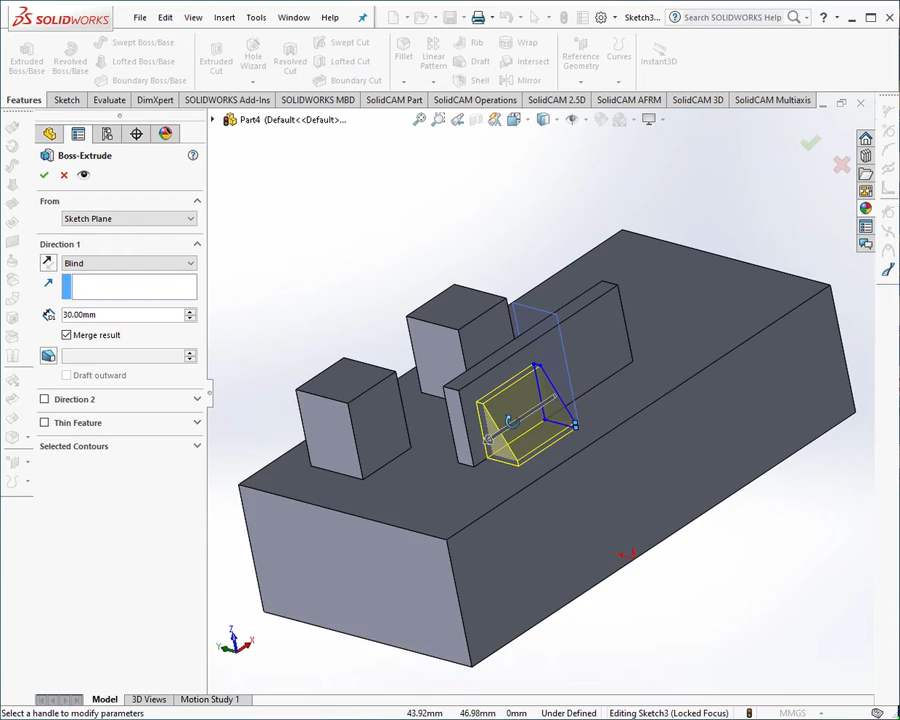 SOLIDWORKS File Edit View Insert Tools Window Help Sketch3... Search SOLIDWORKS Help ?
Extruded Boss/Base
Revolved Boss/Base
Swept Boss/Base
Lofted Boss/Base
Boundary Boss/Base
Extruded Cut
Hole Wizard
Revolved Cut
Swept Cut
Lofted Cut
Boundary Cut
Fillet
Linear Pattern
Rib
Draft
Shell
Wrap
Intersect
Mirror
Reference Geometry
Curves
Instant3D
Features Sketch Evaluate DimXpert SOLIDWORKS Add-Ins SOLIDWORKS MBD SolidCAM Part SolidCAM Operations SolidCAM 2.5D SolidCAM AFRM SolidCAM 3D SolidCAM Multiaxis
Part4 (Default<<Default>...
Boss-Extrude
From
Sketch Plane
Direction 1
Blind
D1
30.00mm
Merge result
Draft outward
Direction 2
Thin Feature
Selected Contours
Z
Y X
Model 3D Views Motion Study 1
Select a handle to modify parameters 43.92mm 46.98mm 0mm Under Defined Editing Sketch3 (Locked Focus) MMGS